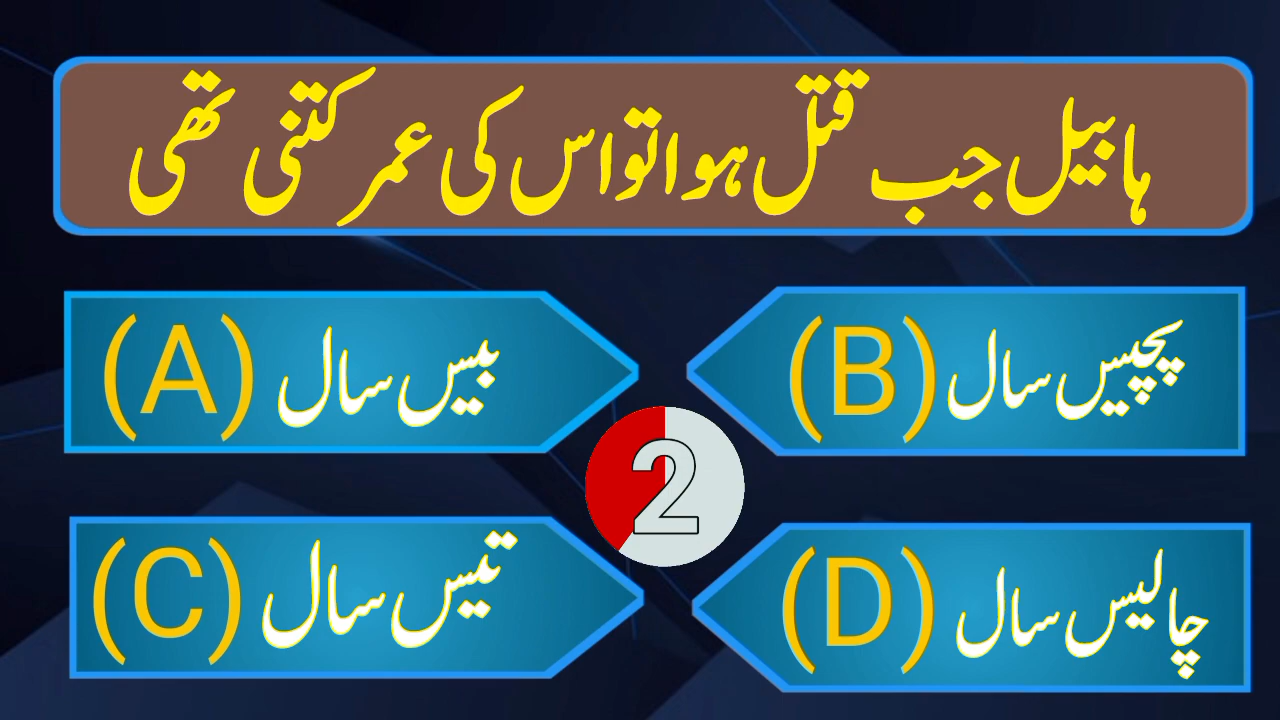 ہابیل جب قتل ہوا تو اس کی عمر کتنی تھی
(A) بیس سال
(B) پچیس سال
2
(C) تیس سال
(D) چالیس سال